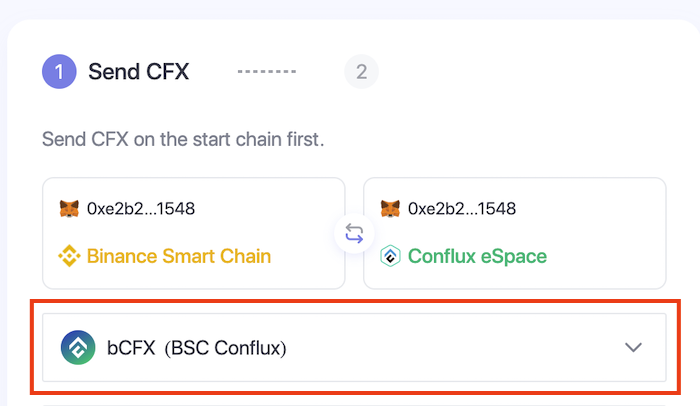 1 Send CFX 2
Send CFX on the start chain first.
0xe2b2...1548 0xe2b2...1548
Binance Smart Chain Conflux eSpace
bCFX (BSC Conflux)